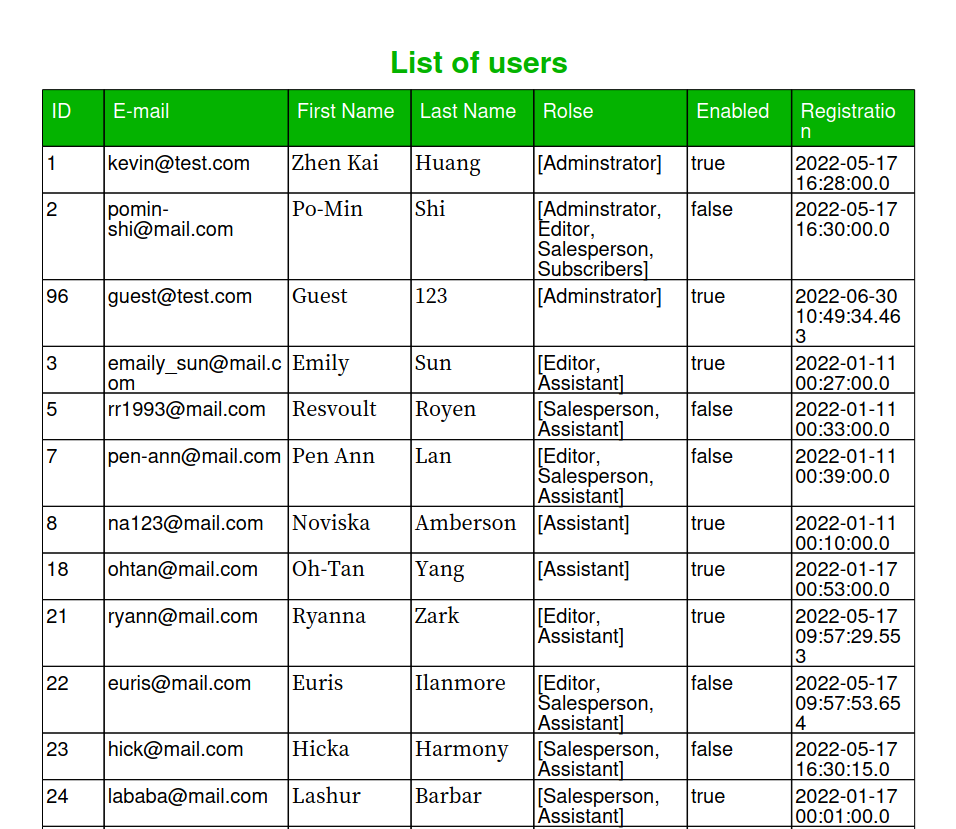 List of users
ID E-mail First Name Last Name Rolse Enabled Registratio
n
1 kevin@test.com Zhen Kai Huang [Adminstrator] true 2022-05-17
16:28:00.0
2 pomin- Po-Min Shi [Adminstrator, false 2022-05-17
shi@mail.com Editor, 16:30:00.0
Salesperson,
Subscribers]
96 guest@test.com Guest 123 [Adminstrator] true 2022-06-30
10:49:34.46
3
3 emaily_sun@mail.c Emily Sun [Editor, true 2022-01-11
om Assistant] 00:27:00.0
5 rr1993@mail.com Resvoult Royen [Salesperson, false 2022-01-11
Assistant] 00:33:00.0
7 pen-ann@mail.com Pen Ann Lan [Editor, false 2022-01-11
Salesperson, 00:39:00.0
Assistant]
8 na123@mail.com Noviska Amberson [Assistant] true 2022-01-11
00:10:00.0
18 ohtan@mail.com Oh-Tan Yang [Assistant] true 2022-01-17
00:53:00.0
21 ryann@mail.com Ryanna Zark [Editor, true 2022-05-17
Assistant] 09:57:29.55
3
22 euris@mail.com Euris Ilanmore [Editor, false 2022-05-17
Salesperson, 09:57:53.65
Assistant] 4
23 hick@mail.com Hicka Harmony [Salesperson, false 2022-05-17
Assistant] 16:30:15.0
24 lababa@mail.com Lashur Barbar [Salesperson, true 2022-01-17
Assistant] 00:01:00.0